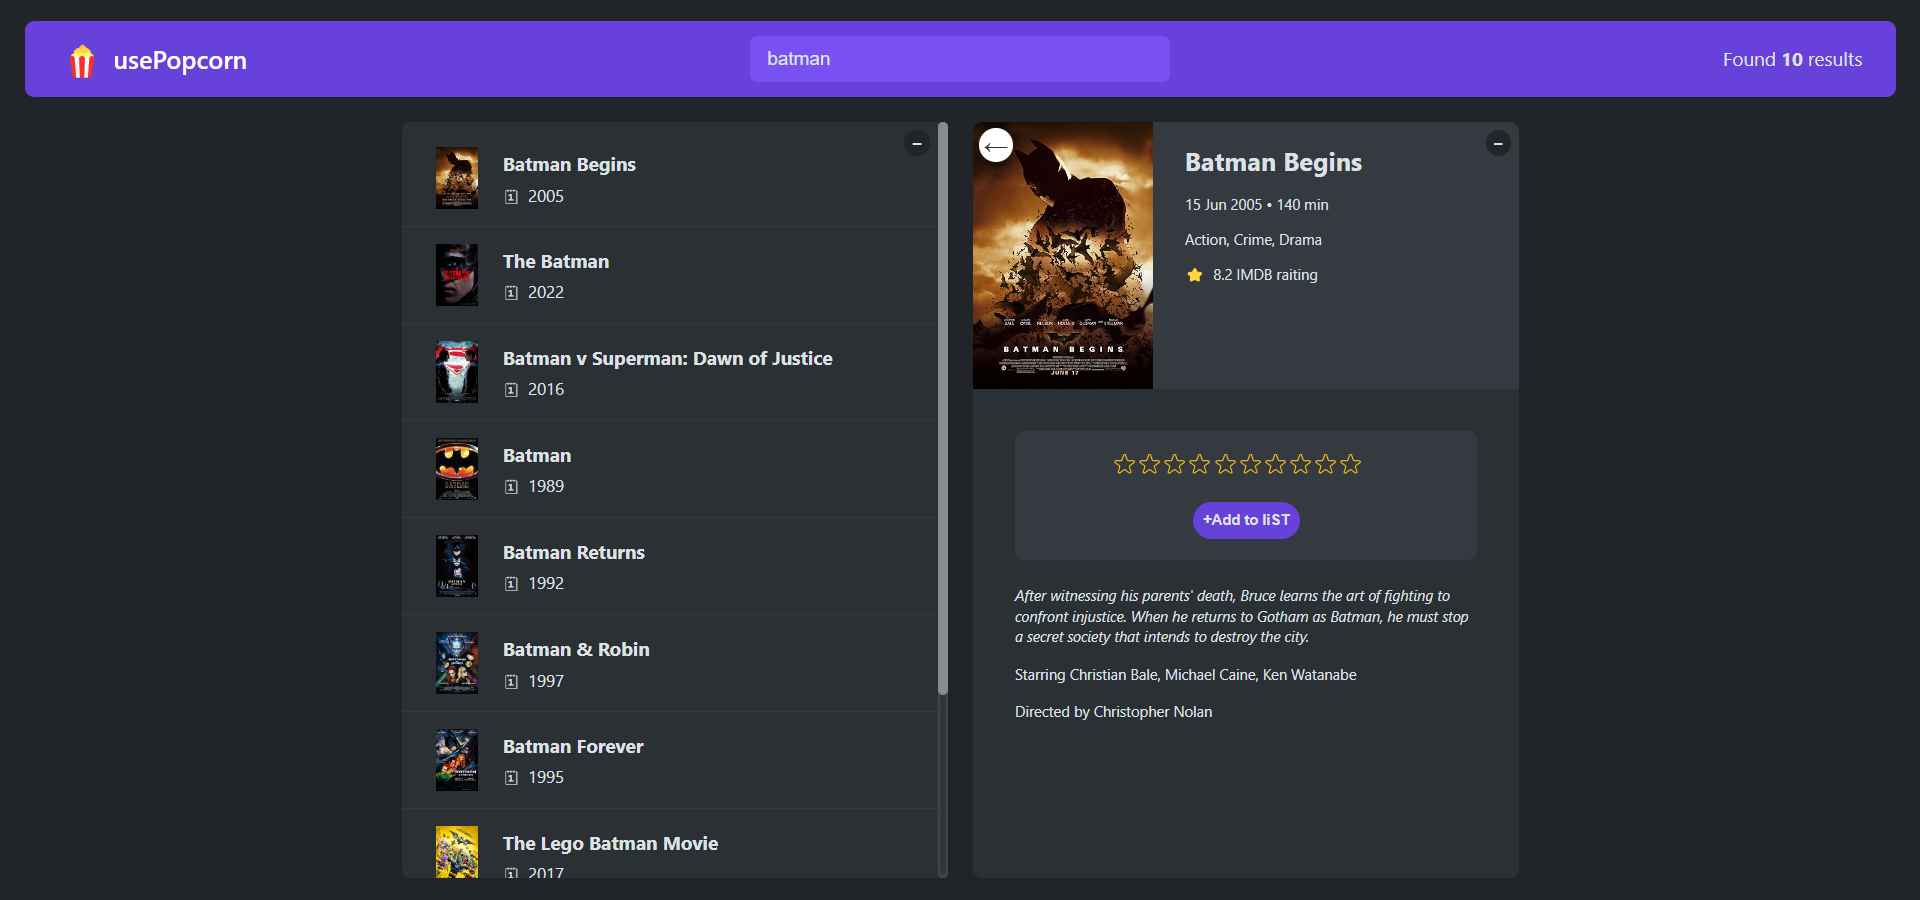 usePopcorn
batman
Found 10 results
Batman Begins
2005
The Batman
2022
Batman v Superman: Dawn of Justice
2016
Batman
1989
Batman Returns
1992
Batman & Robin
1997
Batman Forever
1995
The Lego Batman Movie
2017
BATMAN BEGINS
JUNE 17
Batman Begins
15 Jun 2005 • 140 min
Action, Crime, Drama
8.2 IMDB raiting
+Add to liST
After witnessing his parents' death, Bruce learns the art of fighting to
confront injustice. When he returns to Gotham as Batman, he must stop
a secret society that intends to destroy the city.
Starring Christian Bale, Michael Caine, Ken Watanabe
Directed by Christopher Nolan